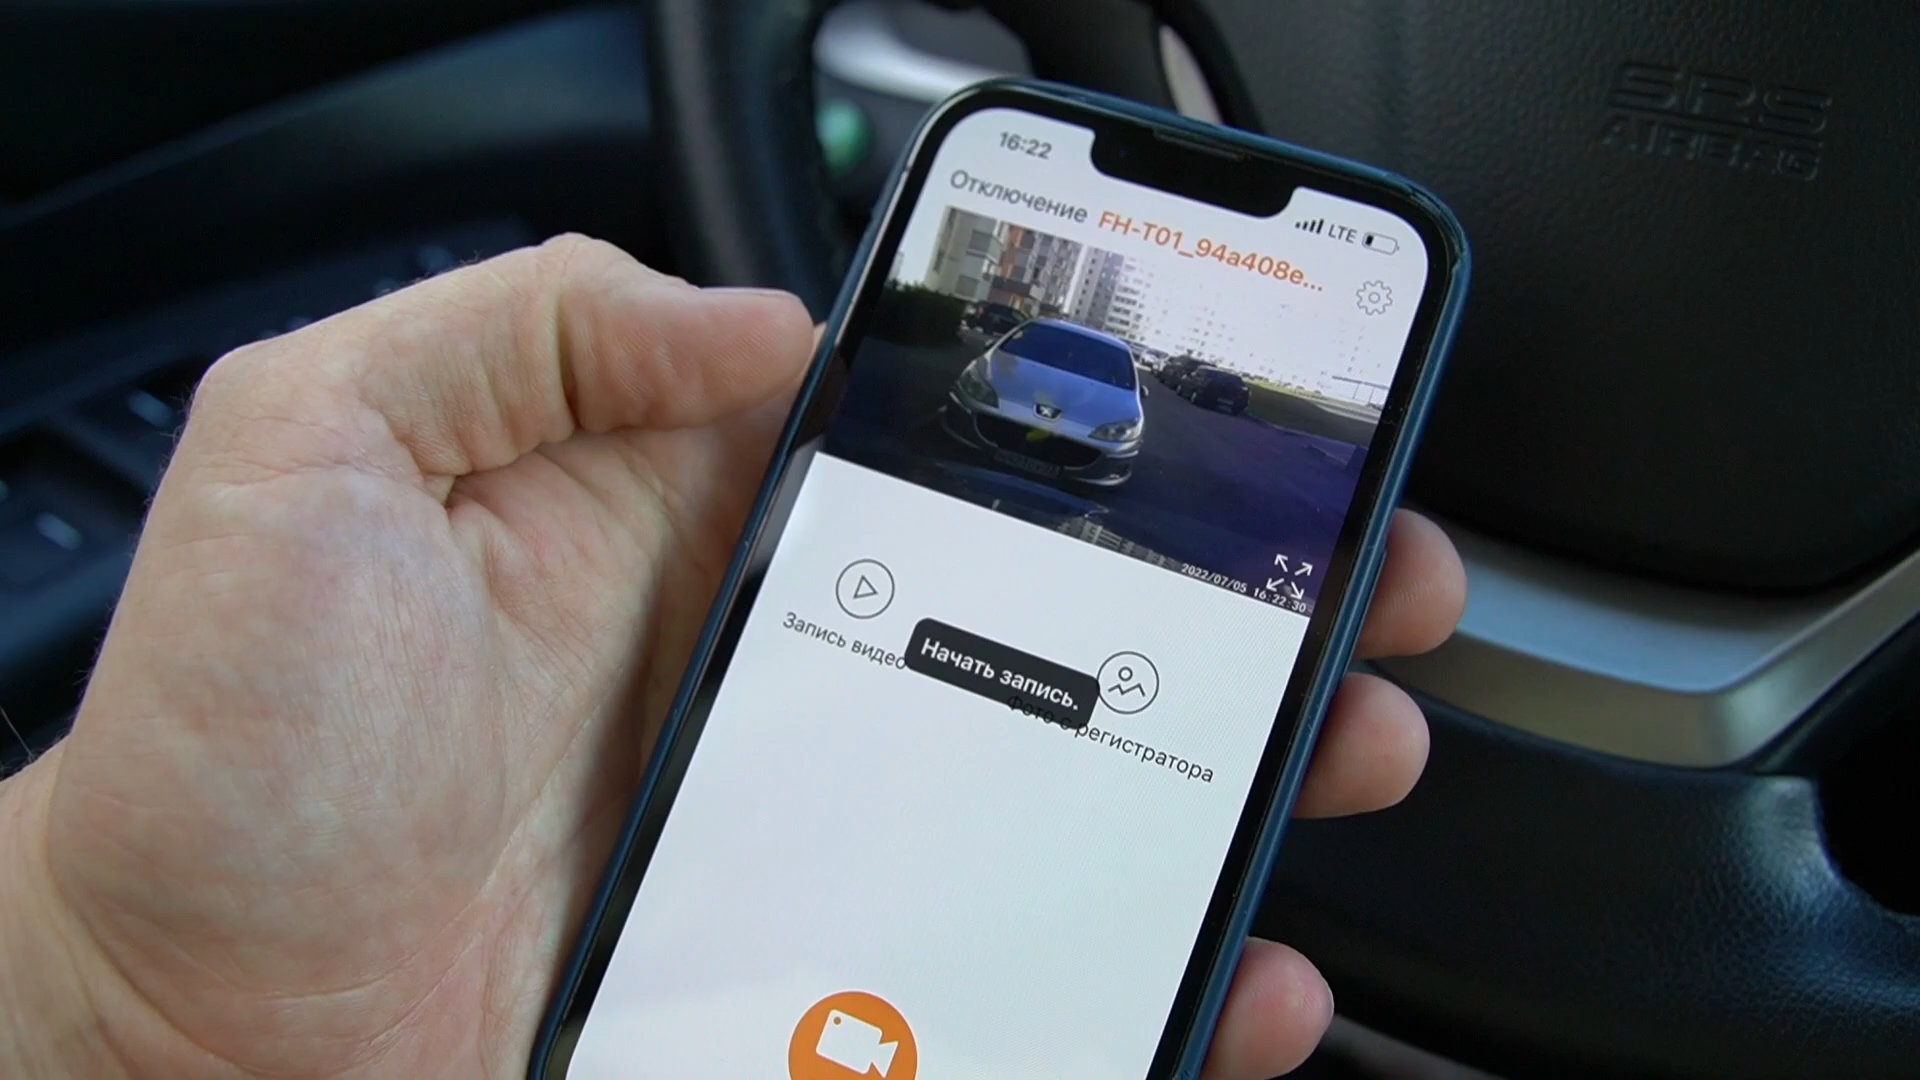 SRS
AIRBAG
16:22
LTE
Отключение FH-T01_94a408e...
2022/07/05 16:22:30
Запись видео
Начать запись.
Фото с регистратора